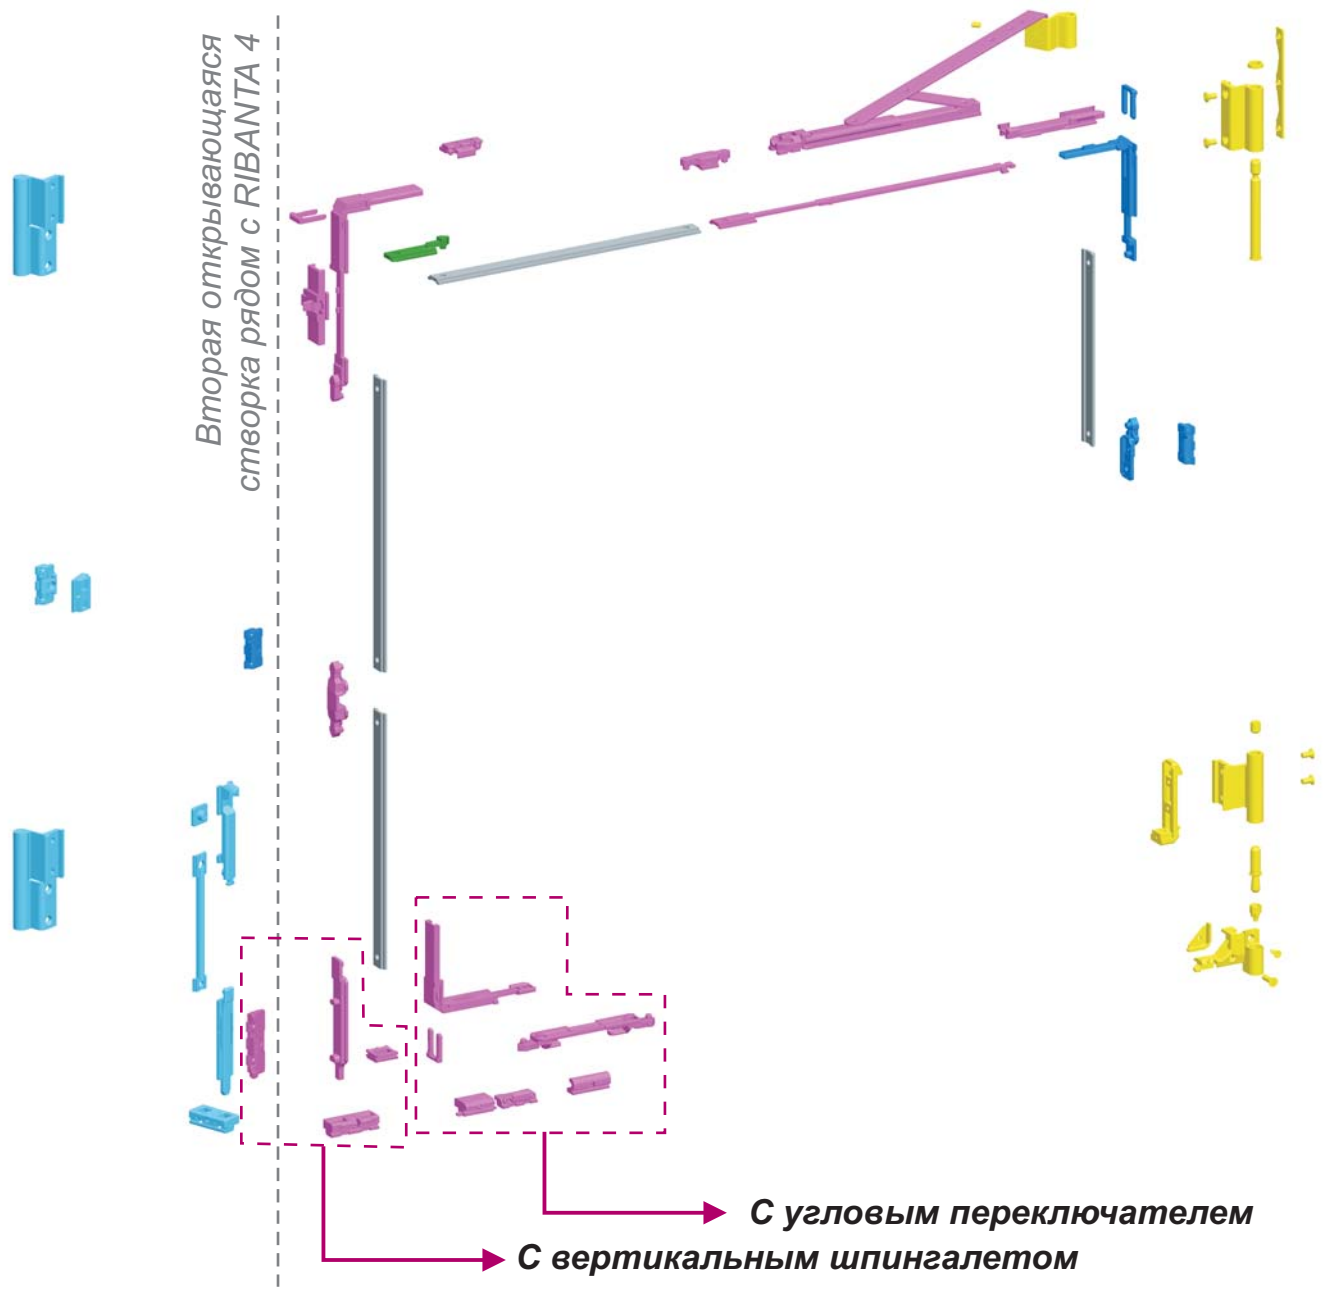 Вторая открывающаяся
створка рядом с RIBANTA 4
С угловым переключателем
С вертикальным шпингалетом